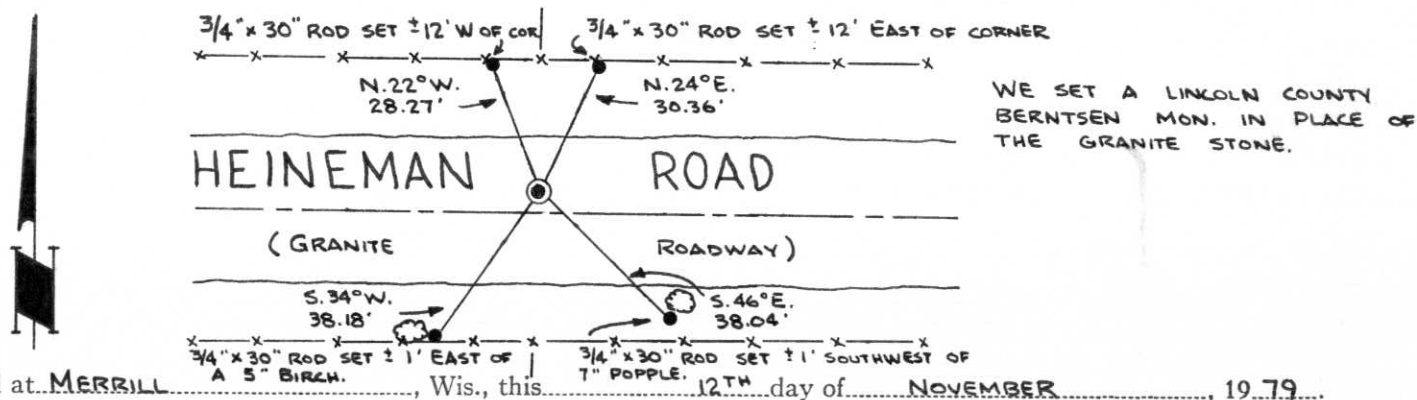 3/4" x 30" ROD SET ± 12' W OF COR
3/4" x 30" ROD SET ± 12' EAST OF CORNER
N.22°W.
28.27'
N.24°E.
30.36'
WE SET A LINCOLN COUNTY
BERNTSEN MON. IN PLACE OF
THE GRANITE STONE.
HEINEMAN ROAD
(GRANITE ROADWAY)
S.34°W.
38.18'
S.46°E.
38.04'
3/4" x 30" ROD SET ± 1' EAST OF
A 5" BIRCH.
3/4" x 30" ROD SET ± 1' SOUTHWEST OF
7" POPPLE.
at MERRILL, Wis., this 12TH day of NOVEMBER, 1979.